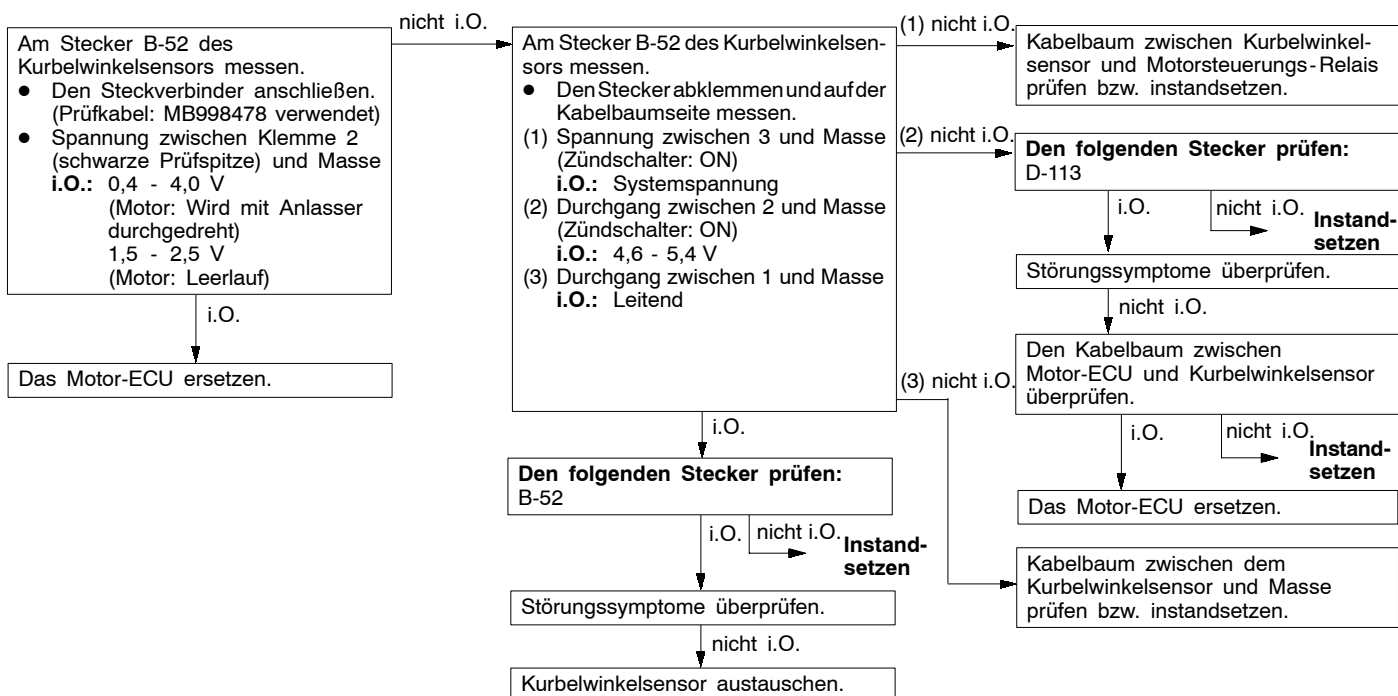 Am Stecker B-52 des
Kurbelwinkelsensors messen.
● Den Steckverbinder anschließen.
(Prüfkabel: MB998478 verwendet)
● Spannung zwischen Klemme 2
(schwarze Prüfspitze) und Masse
i.O.: 0,4 - 4,0 V
(Motor: Wird mit Anlasser
durchgedreht)
1,5 - 2,5 V
(Motor: Leerlauf)
i.O.
Das Motor-ECU ersetzen.
nicht i.O.
Am Stecker B-52 des Kurbelwinkelsen-
sors messen.
● Den Stecker abklemmen und auf der
Kabelbaumseite messen.
(1) Spannung zwischen 3 und Masse
(Zündschalter: ON)
i.O.: Systemspannung
(2) Durchgang zwischen 2 und Masse
(Zündschalter: ON)
i.O.: 4,6 - 5,4 V
(3) Durchgang zwischen 1 und Masse
i.O.: Leitend
i.O.
Den folgenden Stecker prüfen:
B-52
i.O.
nicht i.O.
Instand-
setzen
Störungssymptome überprüfen.
nicht i.O.
Kurbelwinkelsensor austauschen.
(1) nicht i.O.
Kabelbaum zwischen Kurbelwinkel-
sensor und Motorsteuerungs-Relais
prüfen bzw. instandsetzen.
(2) nicht i.O.
Den folgenden Stecker prüfen:
D-113
i.O.
nicht i.O.
Instand-
setzen
Störungssymptome überprüfen.
nicht i.O.
Den Kabelbaum zwischen
Motor-ECU und Kurbelwinkelsensor
überprüfen.
i.O.
nicht i.O.
Instand-
setzen
Das Motor-ECU ersetzen.
(3) nicht i.O.
Kabelbaum zwischen dem
Kurbelwinkelsensor und Masse
prüfen bzw. instandsetzen.